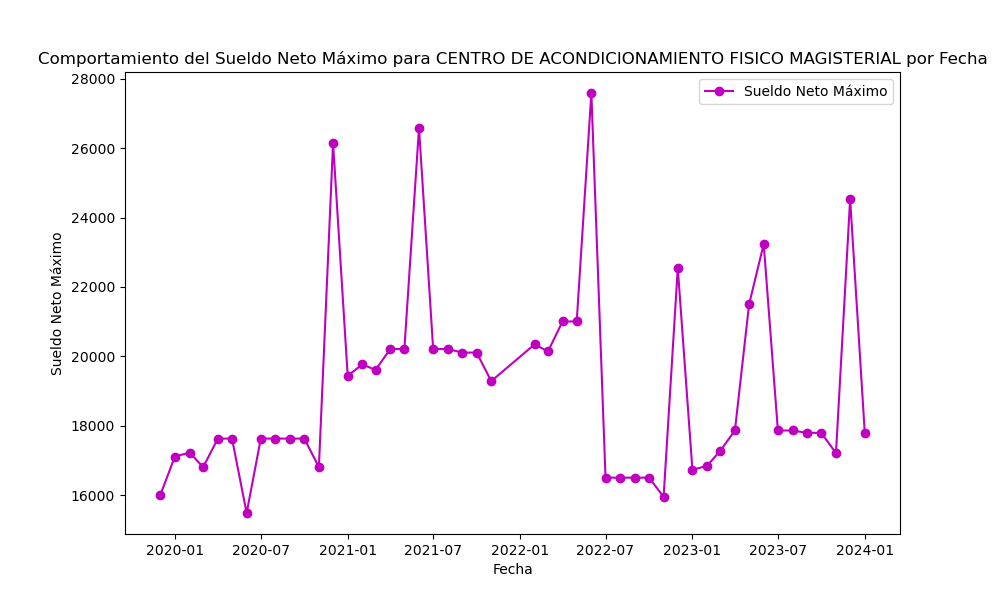 Comportamiento del Sueldo Neto Máximo para CENTRO DE ACONDICIONAMIENTO FISICO MAGISTERIAL por Fecha
Sueldo Neto Máximo
28000
26000
24000
22000
20000
18000
16000
Sueldo Neto Máximo
2020-01 2020-07 2021-01 2021-07 2022-01 2022-07 2023-01 2023-07 2024-01
Fecha